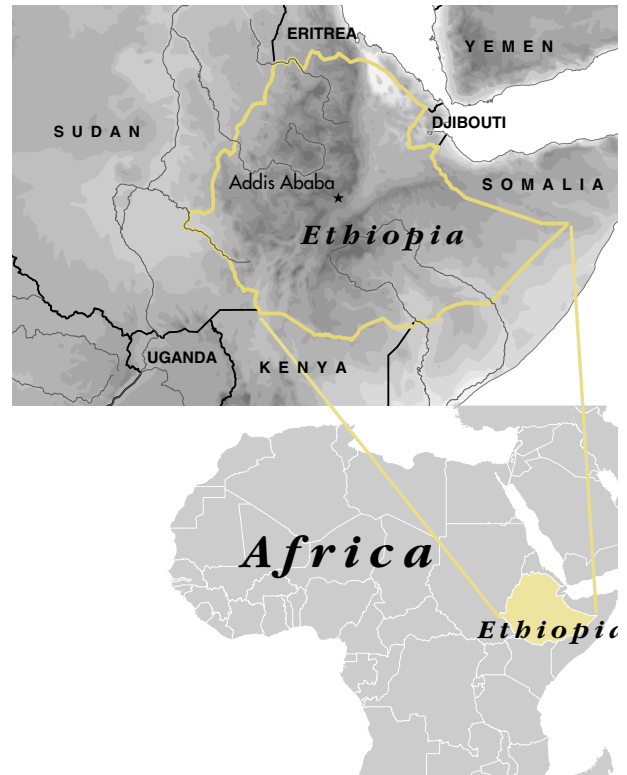 ERITREA
YEMEN
SUDAN
DJIBOUTI
Addis Ababa
SOMALIA
Ethiopia
UGANDA
KENYA
Africa
Ethiopia